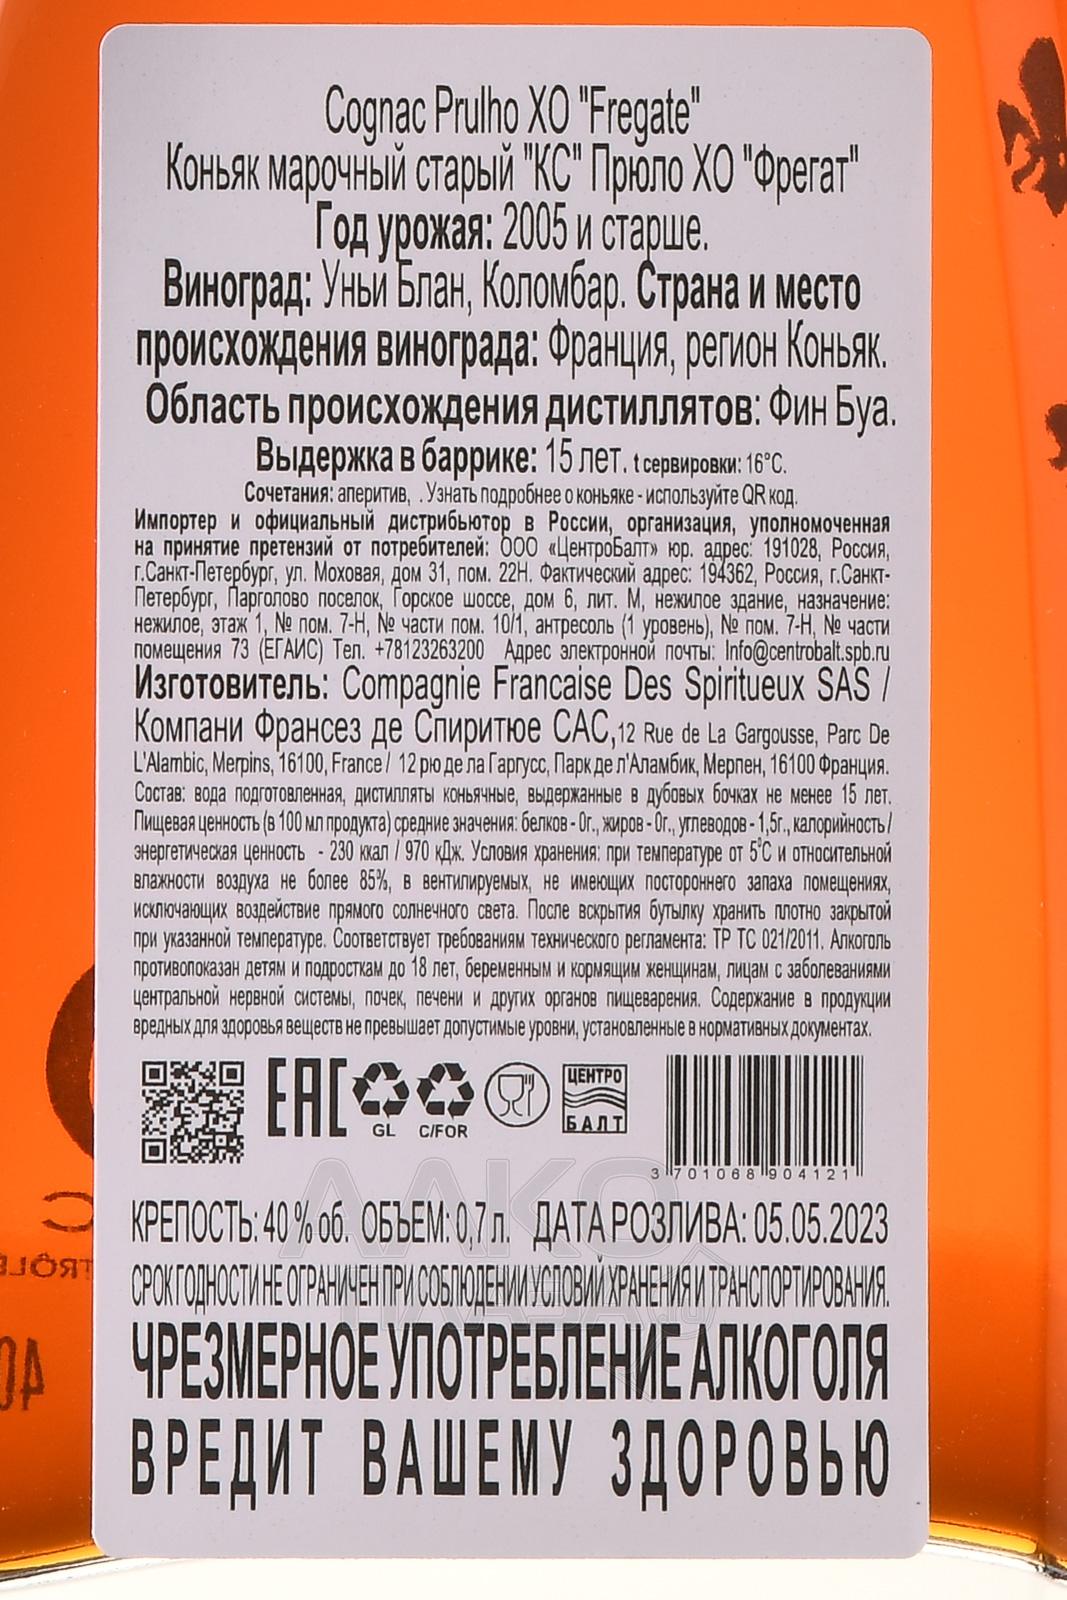 Cognac Prulho XO "Fregate"
Коньяк марочный старый "КС" Прюло ХО "Фрегат"
Год урожая: 2005 и старше.
Виноград: Уньи Блан, Коломбар. Страна и место
происхождения винограда: Франция, регион Коньяк.
Область происхождения дистиллятов: Фин Буа.
Выдержка в баррике: 15 лет. t сервировки: 16°С.
Сочетания: аперитив, . Узнать подробнее о коньяке - используйте QR код.
Импортер и официальный дистрибьютор в России, организация, уполномоченная
на принятие претензий от потребителей: ООО «ЦентроБалт» юр. адрес: 191028, Россия,
г.Санкт-Петербург, ул. Моховая, дом 31, пом. 22Н. Фактический адрес: 194362, Россия, г.Санкт-
Петербург, Парголово поселок, Горское шоссе, дом 6, лит. М, нежилое здание, назначение:
нежилое, этаж 1, № пом. 7-Н, № части пом. 10/1, антресоль (1 уровень), № пом. 7-Н, № части
помещения 73 (ЕГАИС) Тел. +78123263200 Адрес электронной почты: Info@centrobalt.spb.ru
Изготовитель: Compagnie Francaise Des Spiritueux SAS /
Компани Франсез де Спиритюе САС,12 Rue de La Gargousse, Parc De
L'Alambic, Merpins, 16100, France / 12 рю де ла Гаргусс, Парк де л'Аламбик, Мерпен, 16100 Франция.
Состав: вода подготовленная, дистилляты коньячные, выдержанные в дубовых бочках не менее 15 лет.
Пищевая ценность (в 100 мл продукта) средние значения: белков - 0г., жиров - 0г., углеводов - 1,5г., калорийность /
энергетическая ценность - 230 ккал / 970 кДж. Условия хранения: при температуре от 5°С и относительной
влажности воздуха не более 85%, в вентилируемых, не имеющих постороннего запаха помещениях,
исключающих воздействие прямого солнечного света. После вскрытия бутылку хранить плотно закрытой
при указанной температуре. Соответствует требованиям технического регламента: ТР ТС 021/2011. Алкоголь
противопоказан детям и подросткам до 18 лет, беременным и кормящим женщинам, лицам с заболеваниями
центральной нервной системы, почек, печени и других органов пищеварения. Содержание в продукции
вредных для здоровья веществ не превышает допустимые уровни, установленные в нормативных документах.
EAC GL C/FOR ЦЕНТРО БАЛТ
3 701068 904121
КРЕПОСТЬ: 40 % об. ОБЪЕМ: 0,7 л. ДАТА РОЗЛИВА: 05.05.2023
СРОК ГОДНОСТИ НЕ ОГРАНИЧЕН ПРИ СОБЛЮДЕНИИ УСЛОВИЙ ХРАНЕНИЯ И ТРАНСПОРТИРОВАНИЯ.
ЧРЕЗМЕРНОЕ УПОТРЕБЛЕНИЕ АЛКОГОЛЯ
ВРЕДИТ ВАШЕМУ ЗДОРОВЬЮ